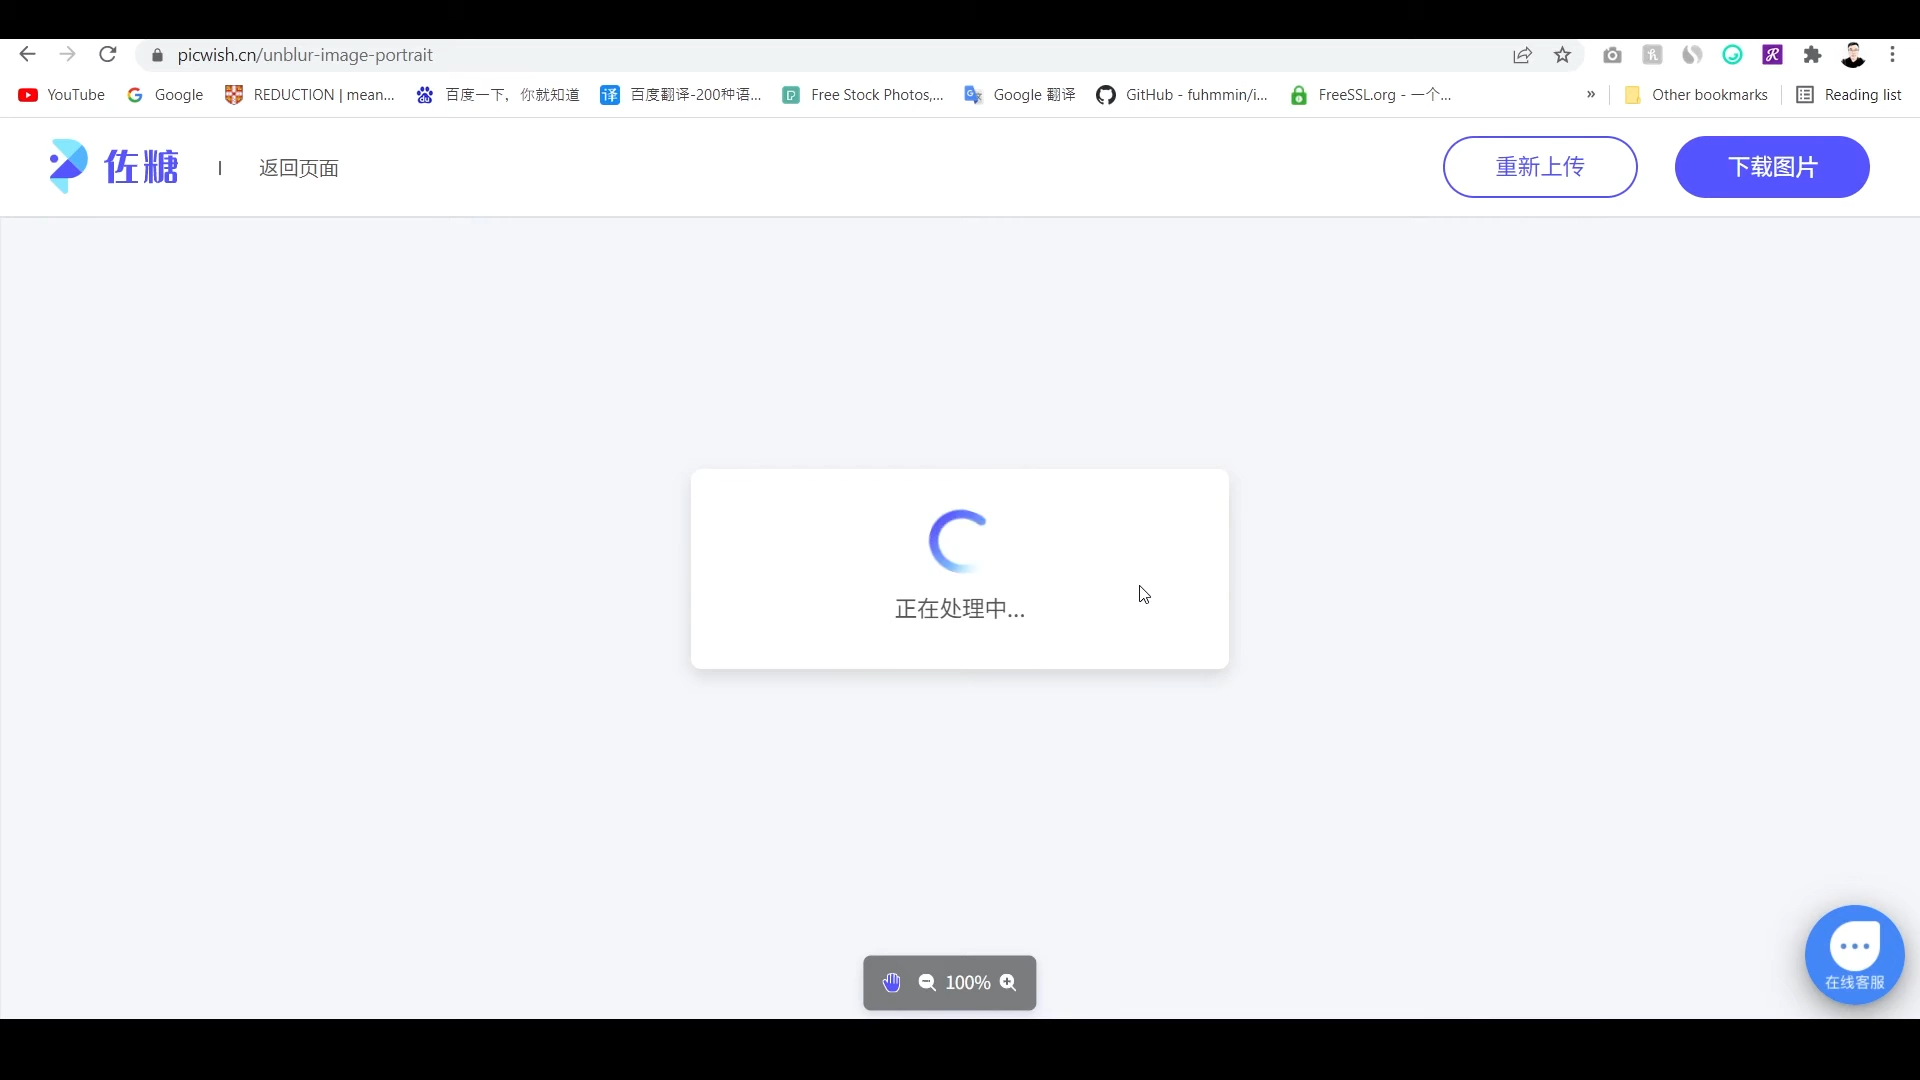 picwish.cn/unblur-image-portrait
YouTube
Google
REDUCTION | mean...
百度一下，你就知道
百度翻译-200种语...
Free Stock Photos,...
Google 翻译
GitHub - fuhmmin/i...
FreeSSL.org - 一个...
»
Other bookmarks
Reading list
佐糖
返回页面
重新上传
下载图片
正在处理中...
100%
在线客服